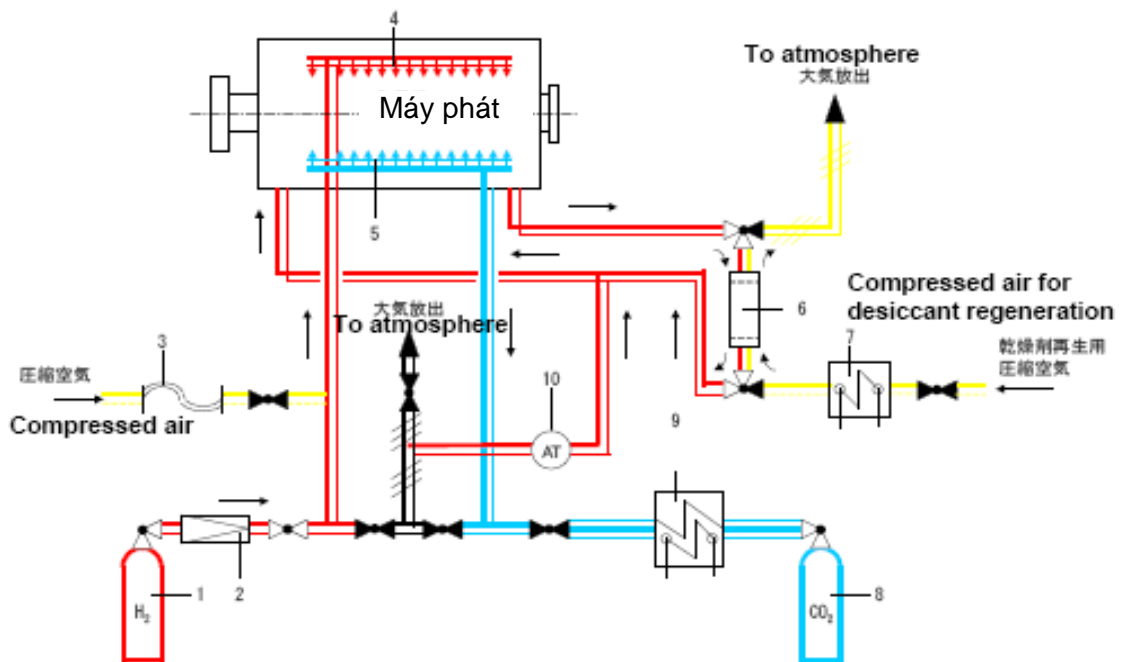 4
To atmosphere
大気放出
Máy phát
5
6
Compressed air for
desiccant regeneration
乾燥剤再生用
圧縮空気
7
大気放出
To atmosphere
3
圧縮空気
Compressed air
10
AT
9
1
2
H₂
CO₂
8